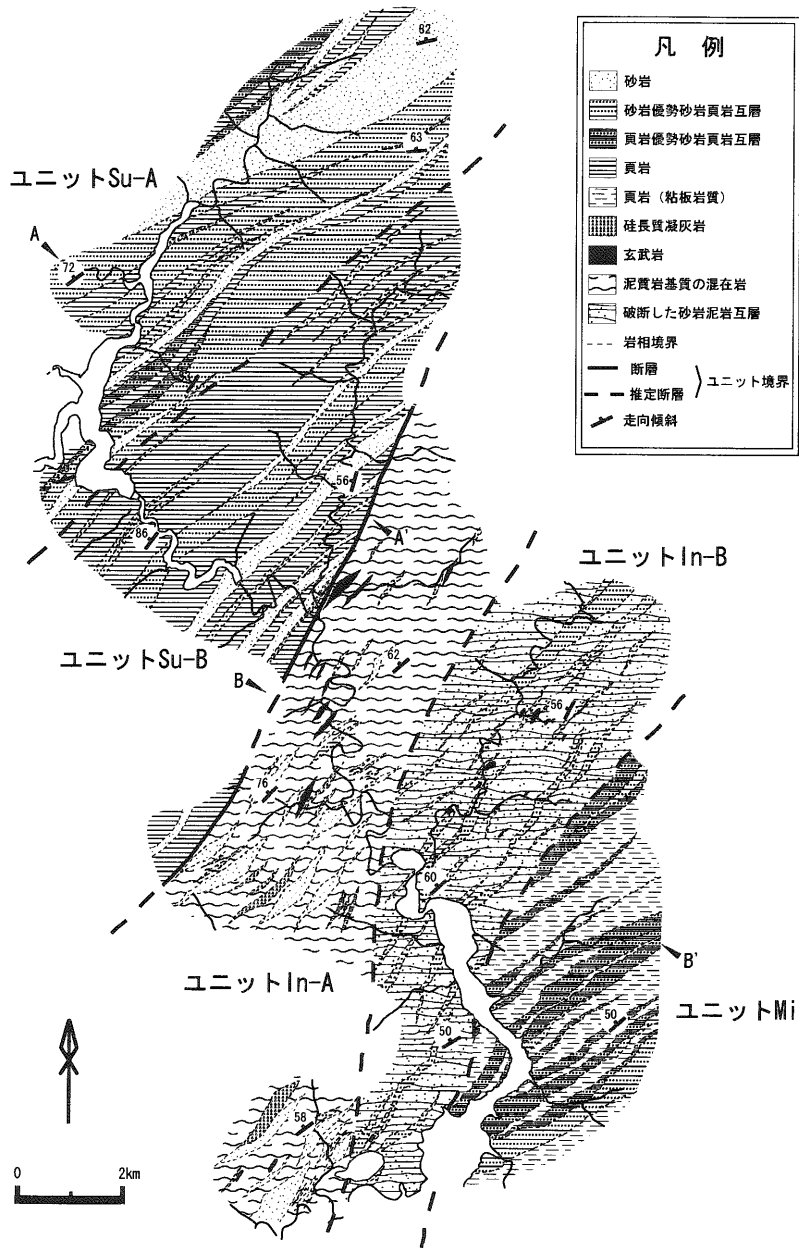 凡 例
砂岩
砂岩優勢砂岩頁岩互層
頁岩優勢砂岩頁岩互層
頁岩
頁岩（粘板岩質）
珪長質凝灰岩
玄武岩
泥質岩基質の混在岩
破断した砂岩泥岩互層
岩相境界
断層
推定断層
ユニット境界
走向傾斜
82
63
ユニットSu-A
A
72
56
A'
86
ユニットIn-B
ユニットSu-B
B
62
56
76
60
B'
ユニットIn-A
ユニットMi
50
50
58
0 2km